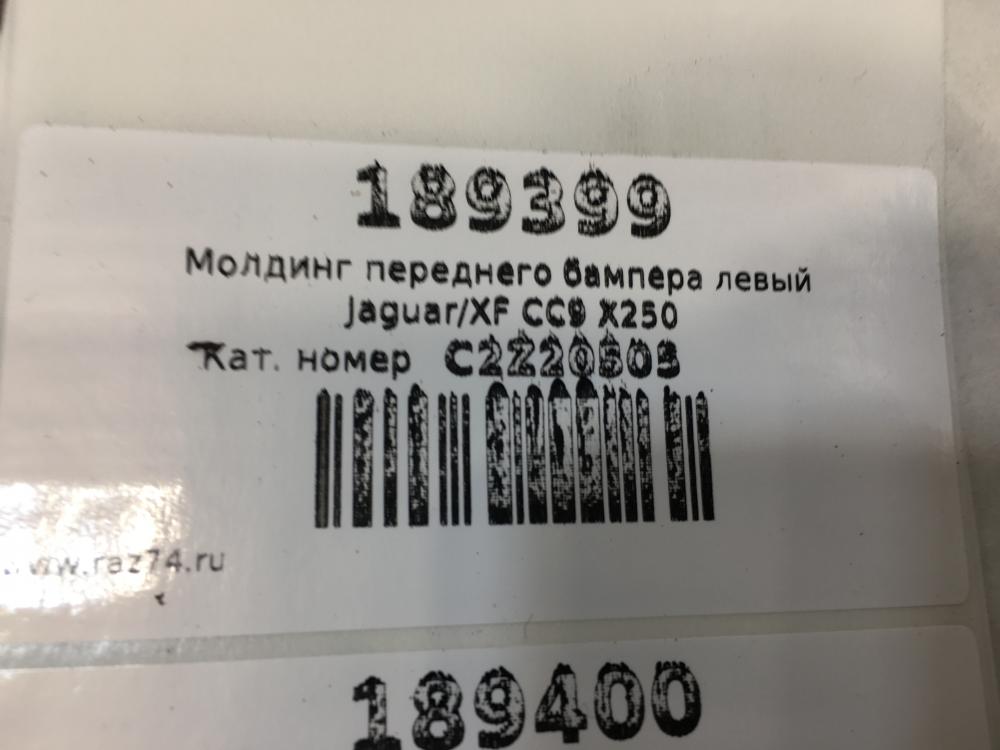 189399
Молдинг переднего бампера левый
Jaguar/XF CC9 X250
Кат. номер C2Z20503
www.raz74.ru
189400